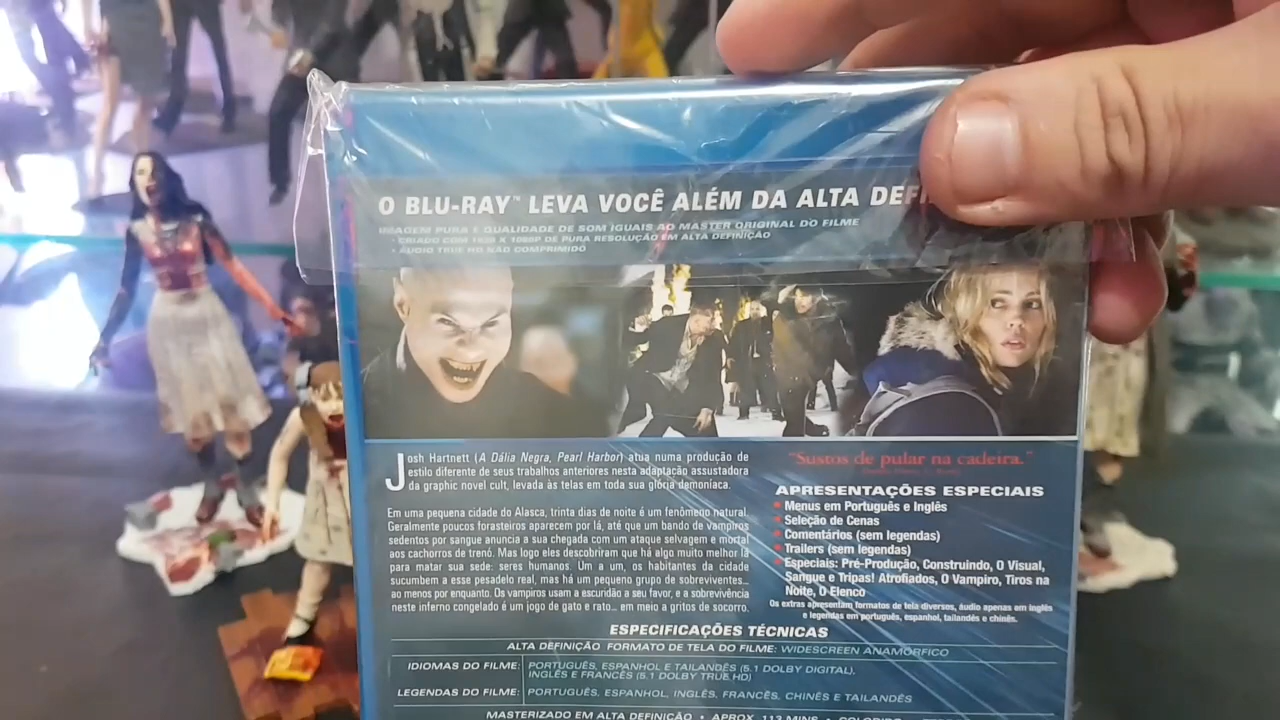 O BLU-RAY™ LEVA VOCÊ ALÉM DA ALTA DEFI
IMAGEM PURA E QUALIDADE DE SOM IGUAIS AO MASTER ORIGINAL DO FILME
• CRIADO COM 1920 X 1080P DE PURA RESOLUÇÃO EM ALTA DEFINIÇÃO
• ÁUDIO TRUE HD NÃO COMPRIMIDO
Josh Hartnett (A Dália Negra, Pearl Harbor) atua numa produção de
estilo diferente de seus trabalhos anteriores nesta adaptação assustadora
da graphic novel cult, levada às telas em toda sua glória demoníaca.
Em uma pequena cidade do Alasca, trinta dias de noite é um fenômeno natural.
Geralmente poucos forasteiros aparecem por lá, até que um bando de vampiros
sedentos por sangue anuncia a sua chegada com um ataque selvagem e mortal
aos cachorros de trenó. Mas logo eles descobriram que há algo muito melhor lá
para matar sua sede: seres humanos. Um a um, os habitantes da cidade
sucumbem a esse pesadelo real, mas há um pequeno grupo de sobreviventes...
ao menos por enquanto. Os vampiros usam a escuridão a seu favor, e a sobrevivência
neste inferno congelado é um jogo de gato e rato... em meio a gritos de socorro.
"Sustos de pular na cadeira."
APRESENTAÇÕES ESPECIAIS
• Menus em Português e Inglês
• Seleção de Cenas
• Comentários (sem legendas)
• Trailers (sem legendas)
• Especiais: Pré-Produção, Construindo, O Visual,
Sangue e Tripas! Atrofiados, O Vampiro, Tiros na
Noite, O Elenco
Os extras apresentam formatos de tela diversos, áudio apenas em inglês
e legendas em português, espanhol, tailandês e chinês.
ESPECIFICAÇÕES TÉCNICAS
ALTA DEFINIÇÃO FORMATO DE TELA DO FILME: WIDESCREEN ANAMÓRFICO
IDIOMAS DO FILME: PORTUGUÊS, ESPANHOL E TAILANDÊS (5.1 DOLBY DIGITAL),
INGLÊS E FRANCÊS (5.1 DOLBY TRUE HD)
LEGENDAS DO FILME: PORTUGUÊS, ESPANHOL, INGLÊS, FRANCÊS, CHINÊS E TAILANDÊS
MASTERIZADO EM ALTA DEFINIÇÃO • APROX. 113 MINS • COLORIDO •